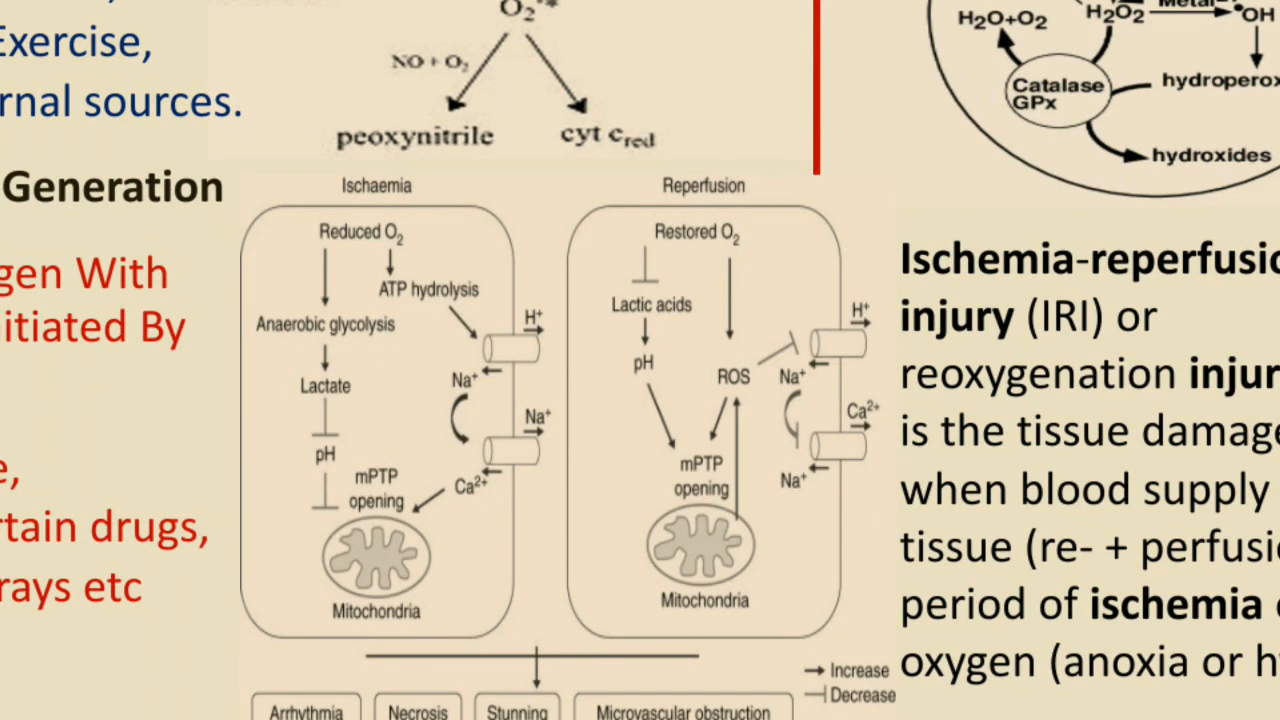 Exercise,
rnal sources.
Generation
gen With
itiated By
e,
rtain drugs,
rays etc
O₂
NO + O₂
peoxynitrile
cyt c_red
Metal
H₂O+O₂
H₂O₂
•OH
Catalase
GPx
hydroperox
hydroxides
Ischaemia
Reduced O₂
ATP hydrolysis
Anaerobic glycolysis
H⁺
Lactate
Na⁺
Na⁺
pH
mPTP
opening
Ca²⁺
Mitochondria
Reperfusion
Restored O₂
Lactic acids
H⁺
pH
ROS
Na⁺
Ca²⁺
mPTP
opening
Na⁺
Mitochondria
Increase
Decrease
Arrhythmia
Necrosis
Stunning
Microvascular obstruction
Ischemia-reperfusio
injury (IRI) or
reoxygenation injur
is the tissue damage
when blood supply
tissue (re- + perfusi
period of ischemia
oxygen (anoxia or h